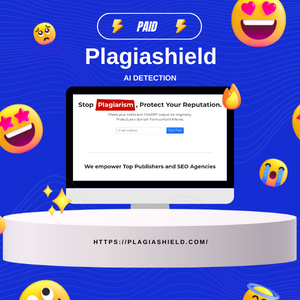 PAID
Plagiashield
AI DETECTION
Stop Plagiarism, Protect Your Reputation.
Check your drafts and ChatGPT output for originality.
Protect your domain from content thieves.
We empower Top Publishers and SEO Agencies
HTTPS://PLAGIASHIELD.COM/